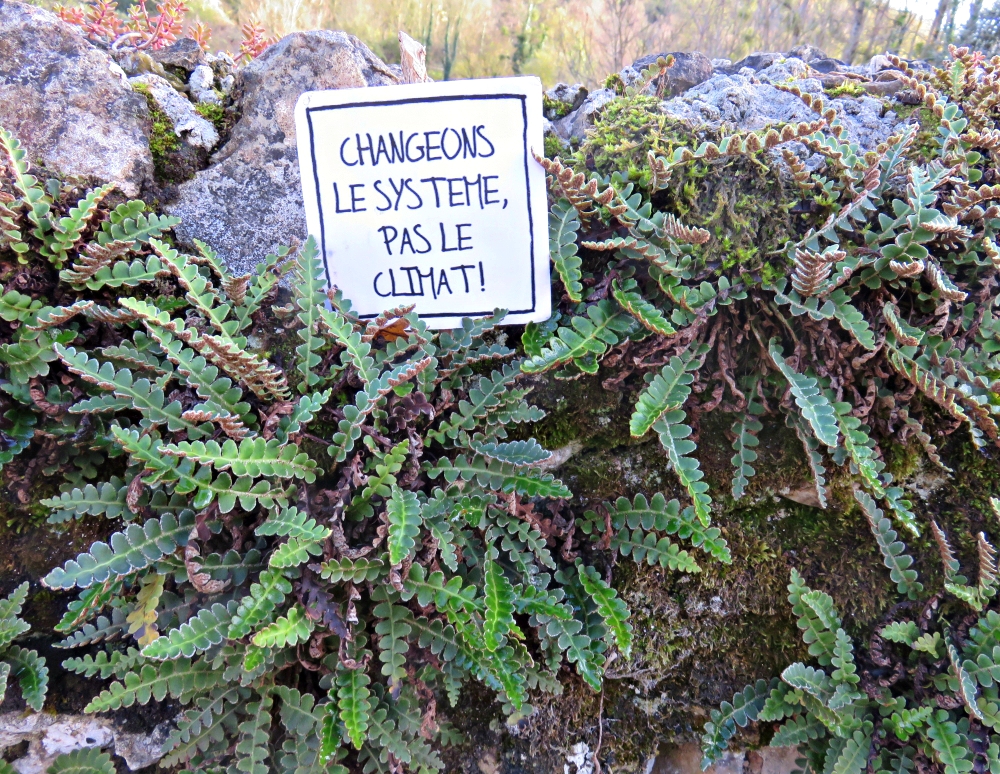 CHANGEONS
LE SYSTEME,
PAS LE
CLIMAT!